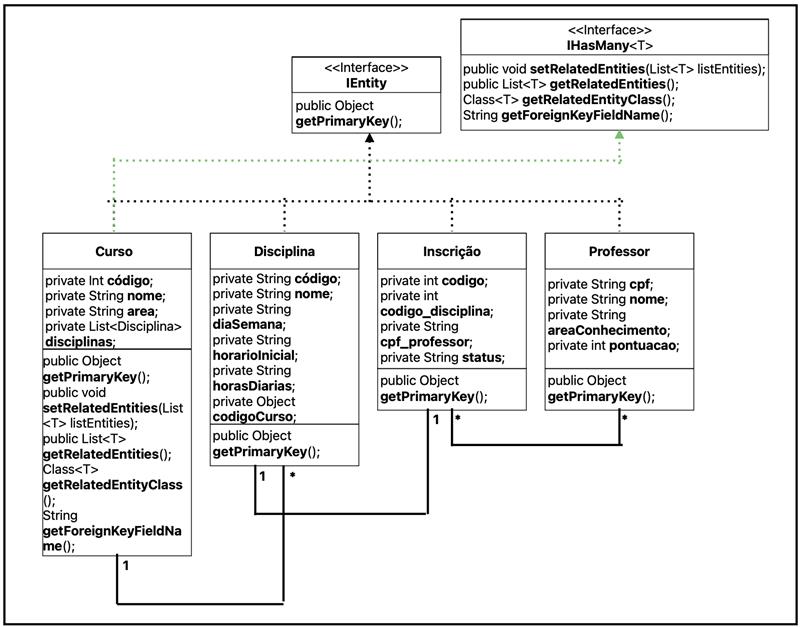 <<Interface>>
IEntity
public Object
getPrimaryKey();
<<Interface>>
IHasMany<T>
public void setRelatedEntities(List<T> listEntities);
public List<T> getRelatedEntities();
Class<T> getRelatedEntityClass();
String getForeignKeyFieldName();
Curso
private Int código;
private String nome;
private String area;
private List<Disciplina>
disciplinas;
public Object
getPrimaryKey();
public void
setRelatedEntities(List
<T> listEntities);
public List<T>
getRelatedEntities();
Class<T>
getRelatedEntityClass
();
String
getForeignKeyFieldNa
me();
1
Disciplina
private String código;
private String nome;
private String
diaSemana;
private String
horarioInicial;
private String
horasDiarias;
private Object
codigoCurso;
public Object
getPrimaryKey();
1
*
Inscrição
private int codigo;
private int
codigo_disciplina;
private String
cpf_professor;
private String status;
public Object
getPrimaryKey();
1
*
Professor
private String cpf;
private String nome;
private String
areaConhecimento;
private int pontuacao;
public Object
getPrimaryKey();
*